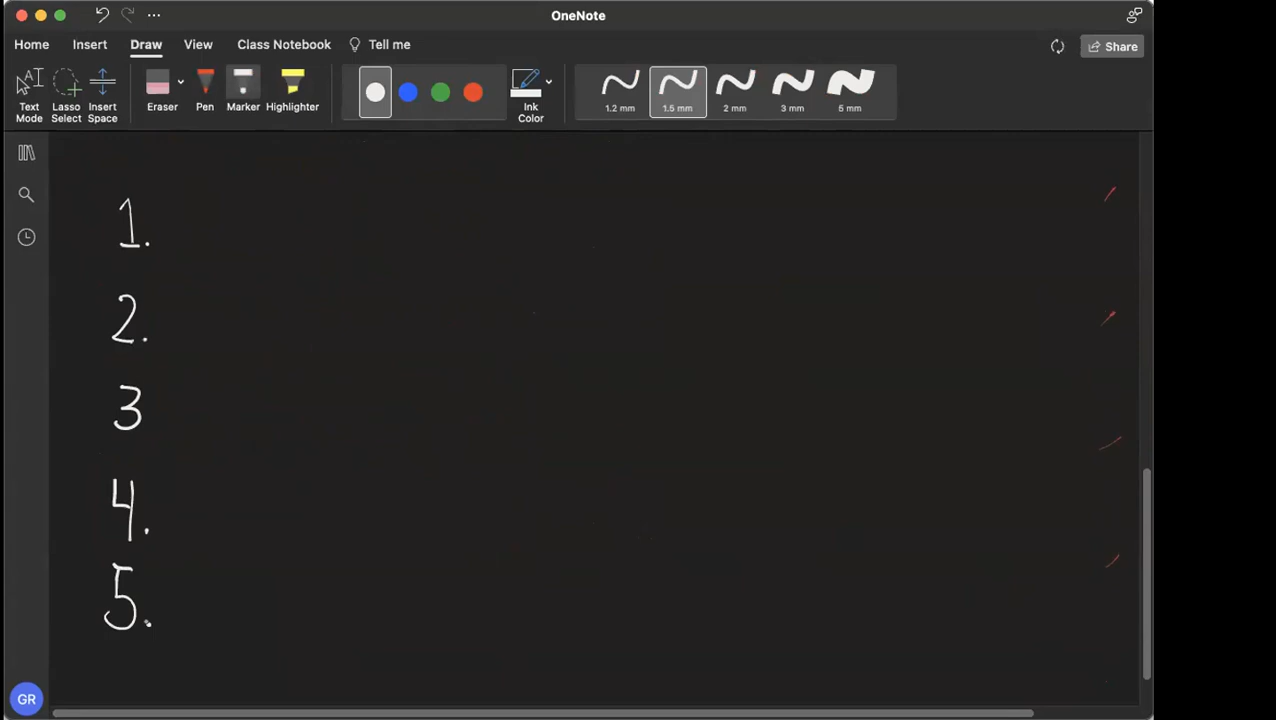 OneNote
Home Insert Draw View Class Notebook Tell me Share
Text Mode
Lasso Select
Insert Space
Eraser
Pen
Marker
Highlighter
Ink Color
1.2 mm
1.5 mm
2 mm
3 mm
5 mm
1.
2.
3
4.
5.
GR